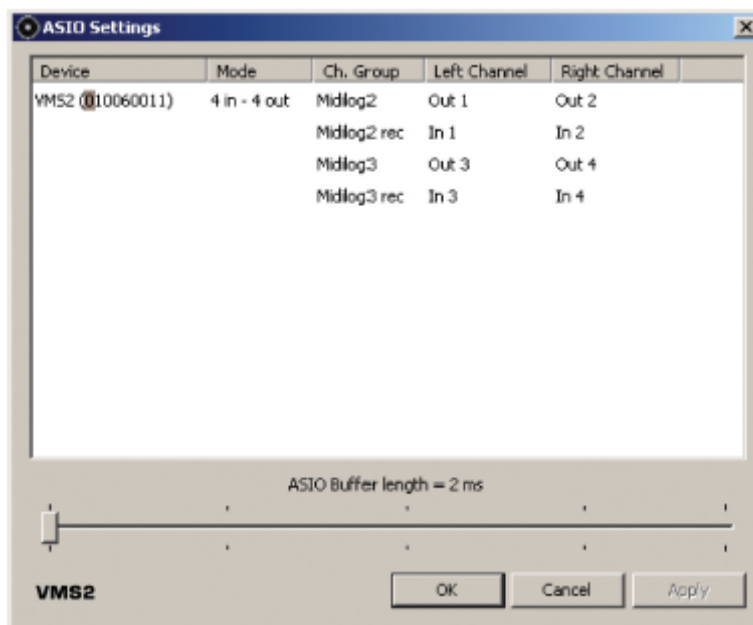 ASIO Settings
Device Mode Ch. Group Left Channel Right Channel
VMS2 (010060011) 4 in - 4 out Midilog2 Out 1 Out 2
Midilog2 rec In 1 In 2
Midilog3 Out 3 Out 4
Midilog3 rec In 3 In 4
ASIO Buffer length = 2 ms
VMS2 OK Cancel Apply